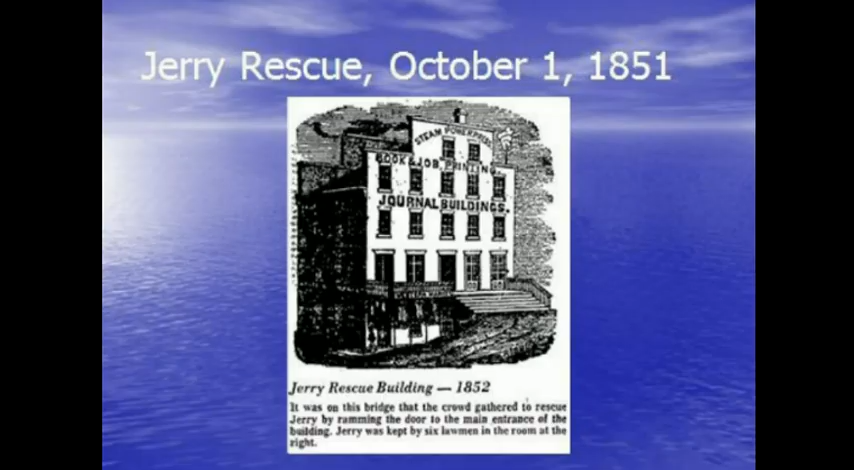 Jerry Rescue, October 1, 1851
STEAM POWER PRESS
BOOK & JOB PRINTING.
JOURNAL BUILDINGS.
Jerry Rescue Building — 1852
It was on this bridge that the crowd gathered to rescue
Jerry by ramming the door to the main entrance of the
building. Jerry was kept by six lawmen in the room at the
right.